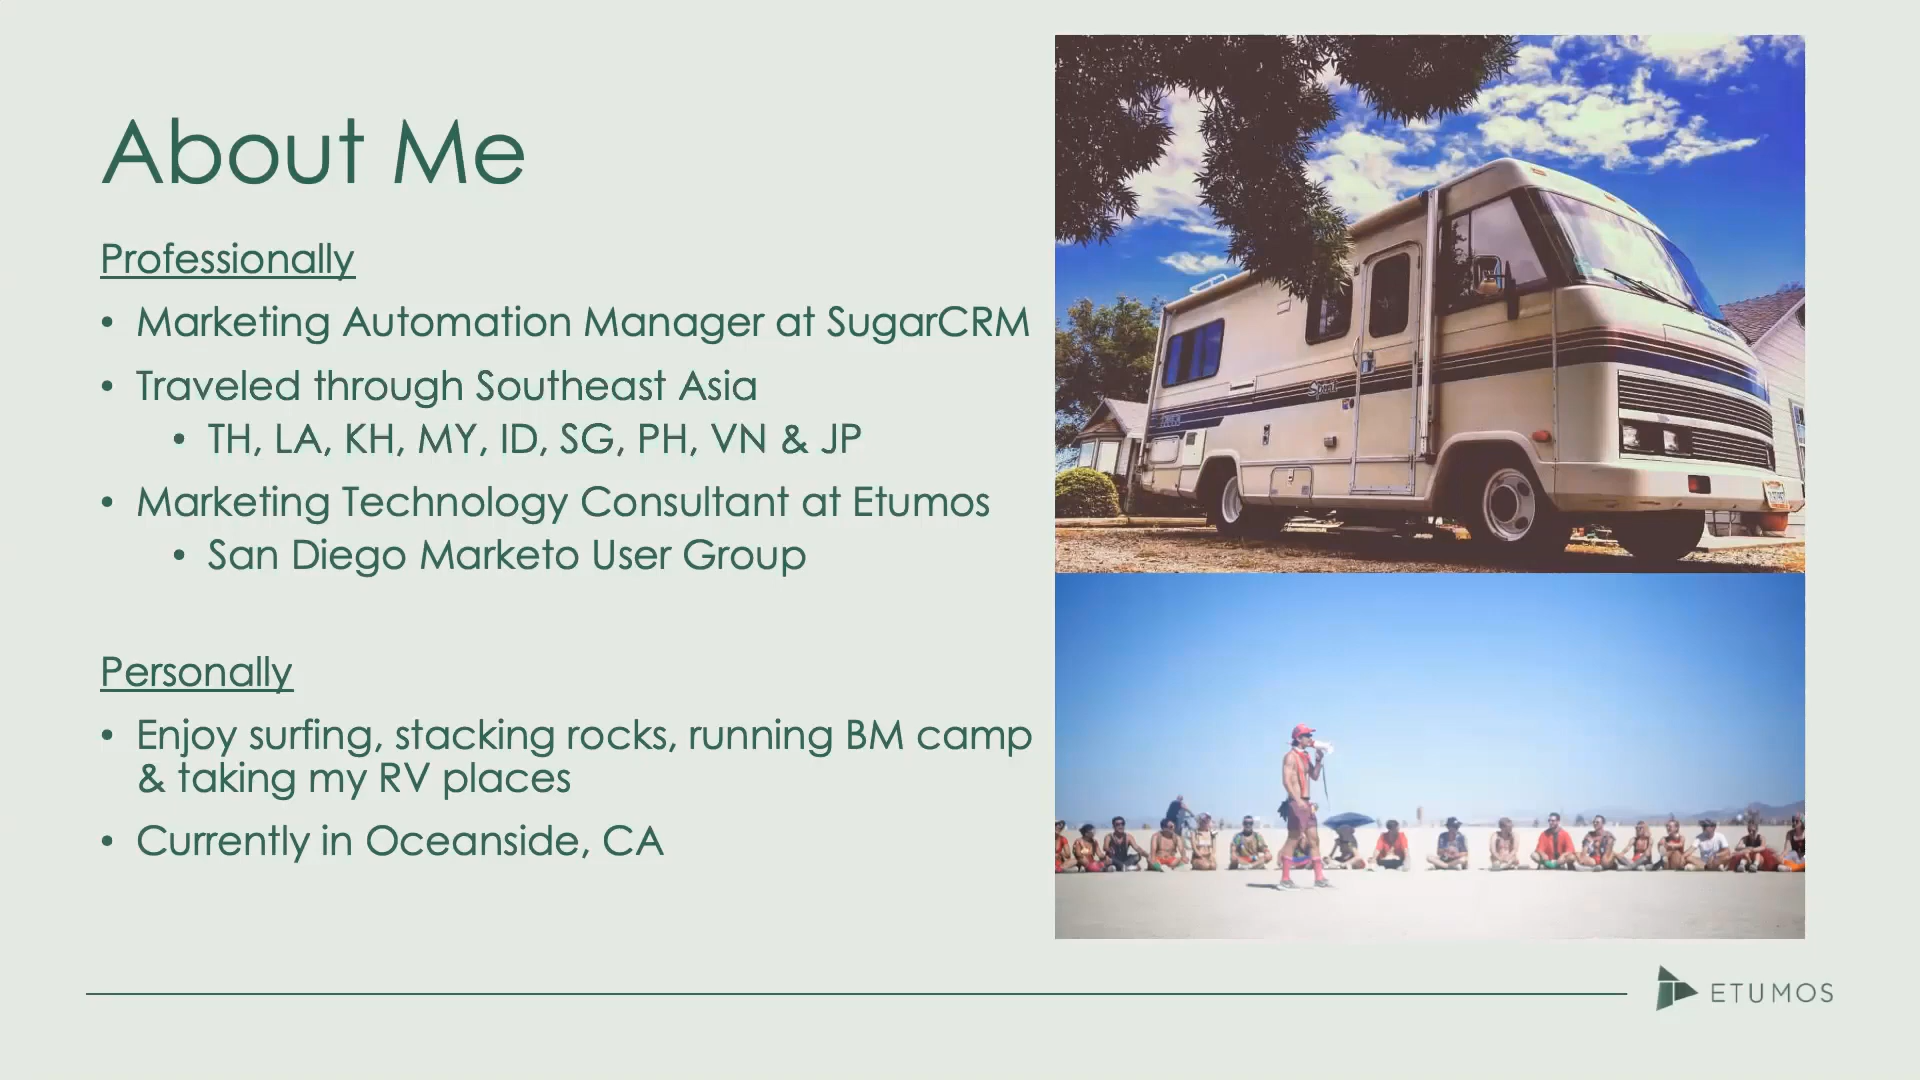 About Me
Professionally
• Marketing Automation Manager at SugarCRM
• Traveled through Southeast Asia
• TH, LA, KH, MY, ID, SG, PH, VN & JP
• Marketing Technology Consultant at Etumos
• San Diego Marketo User Group
Personally
• Enjoy surfing, stacking rocks, running BM camp
& taking my RV places
• Currently in Oceanside, CA
ETUMOS